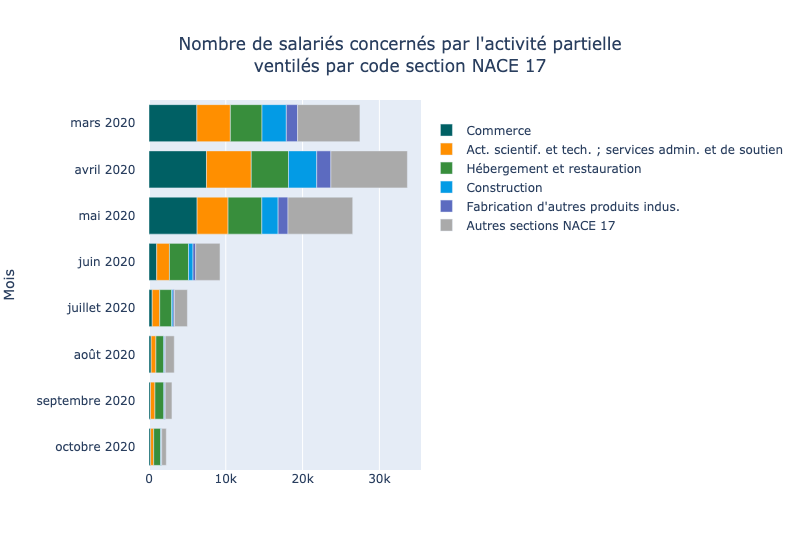 Nombre de salariés concernés par l'activité partielle
ventilés par code section NACE 17
Mois
mars 2020
avril 2020
mai 2020
juin 2020
juillet 2020
août 2020
septembre 2020
octobre 2020
0
10k
20k
30k
Commerce
Act. scientif. et tech. ; services admin. et de soutien
Hébergement et restauration
Construction
Fabrication d'autres produits indus.
Autres sections NACE 17